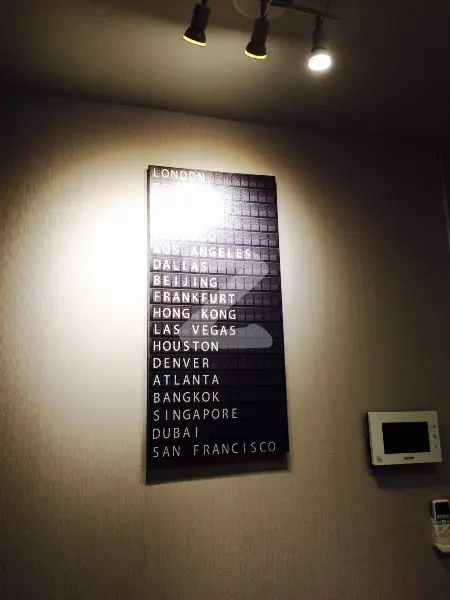 LONDON
LOS ANGELES
DALLAS
BEIJING
FRANKFURT
HONG KONG
LAS VEGAS
HOUSTON
DENVER
ATLANTA
BANGKOK
SINGAPORE
DUBAI
SAN FRANCISCO